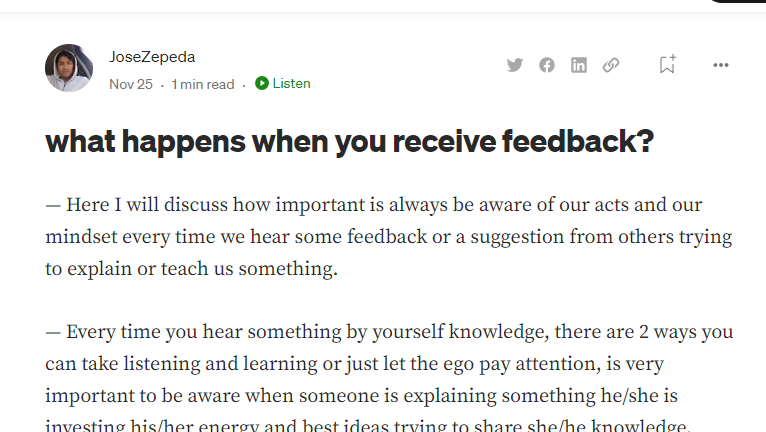 JoseZepeda
Nov 25 · 1 min read · Listen
what happens when you receive feedback?
— Here I will discuss how important is always be aware of our acts and our
mindset every time we hear some feedback or a suggestion from others trying
to explain or teach us something.
— Every time you hear something by yourself knowledge, there are 2 ways you
can take listening and learning or just let the ego pay attention, is very
important to be aware when someone is explaining something he/she is
investing his/her energy and best ideas trying to share she/he knowledge.